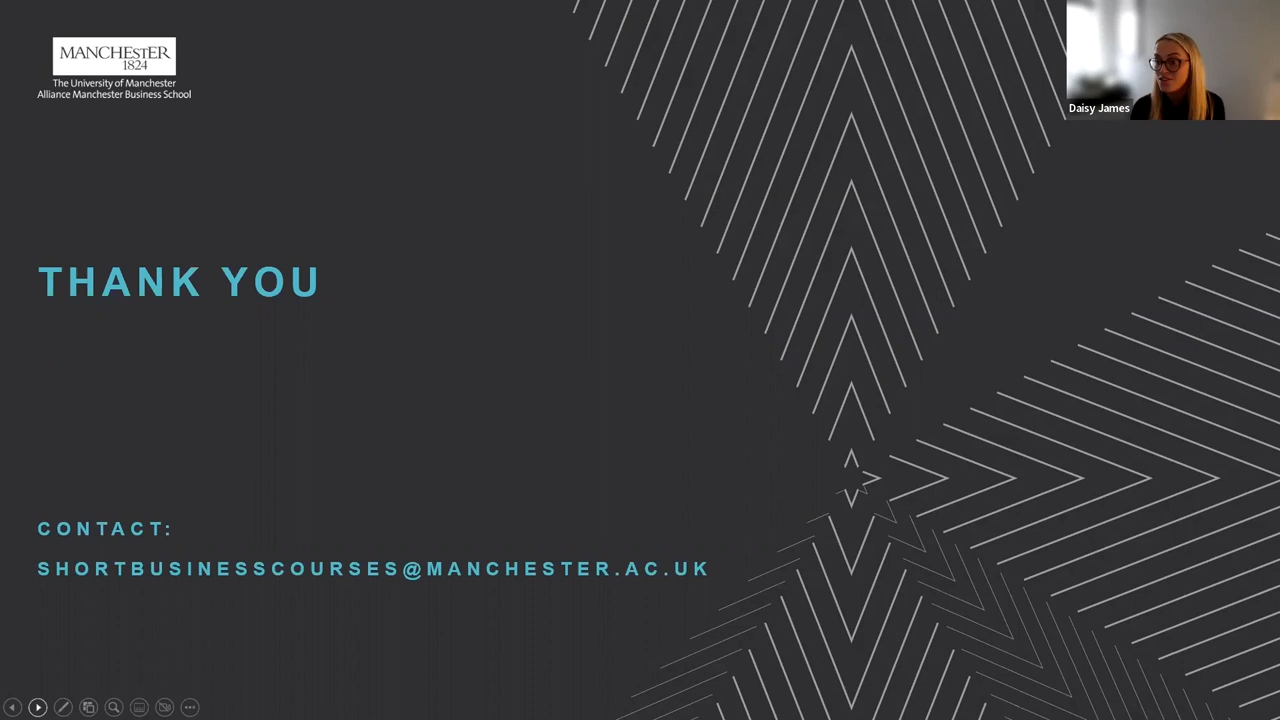 MANCHESTER
1824
The University of Manchester
Alliance Manchester Business School
Daisy James
THANK YOU
CONTACT:
SHORTBUSINESSCOURSES@MANCHESTER.AC.UK